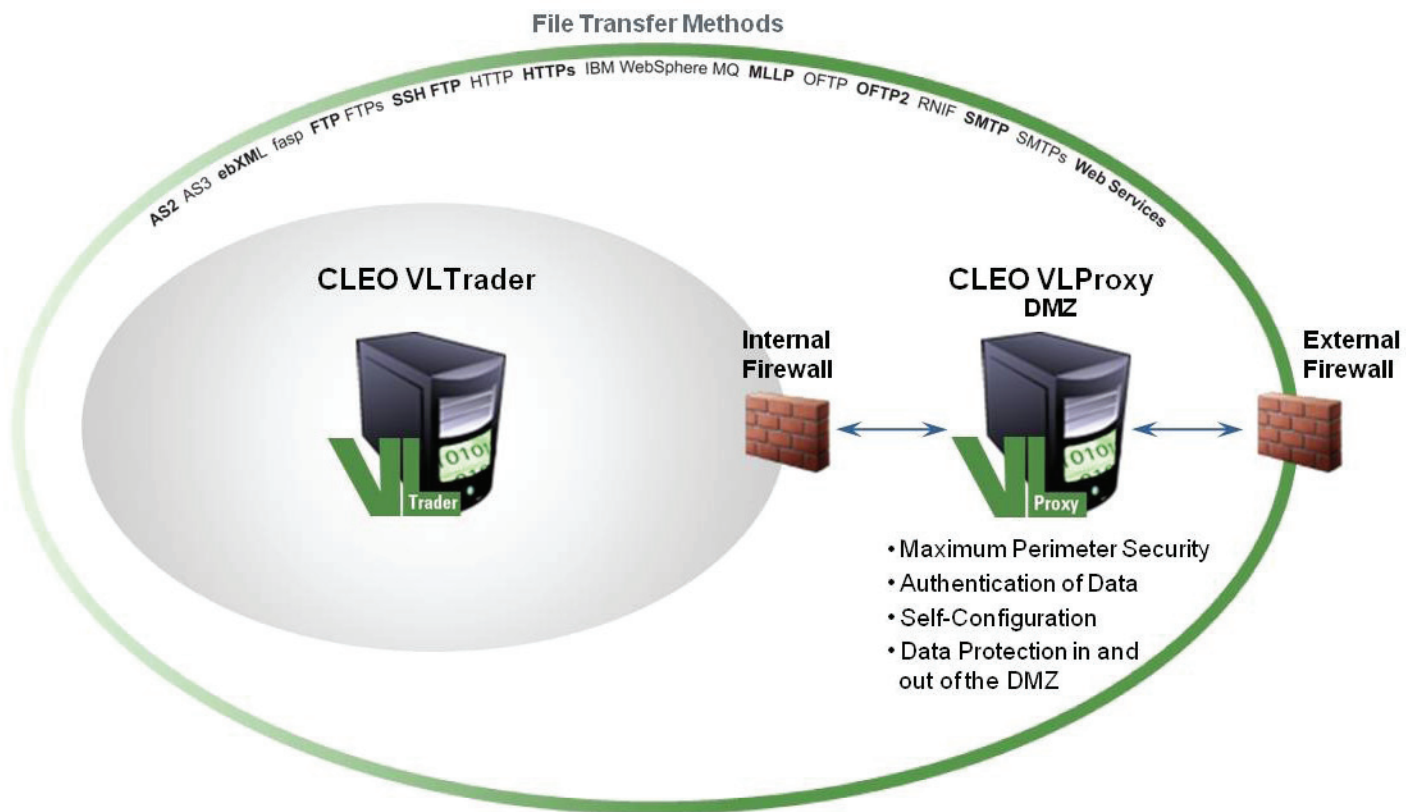 File Transfer Methods
AS2 AS3 ebXML fasp FTP FTPs SSH FTP HTTP HTTPs IBM WebSphere MQ MLLP OFTP OFTP2 RNIF SMTP SMTPs Web Services
CLEO VLTrader
VL Trader
Internal
Firewall
CLEO VLProxy
DMZ
VL Proxy
External
Firewall
• Maximum Perimeter Security
• Authentication of Data
• Self-Configuration
• Data Protection in and
out of the DMZ